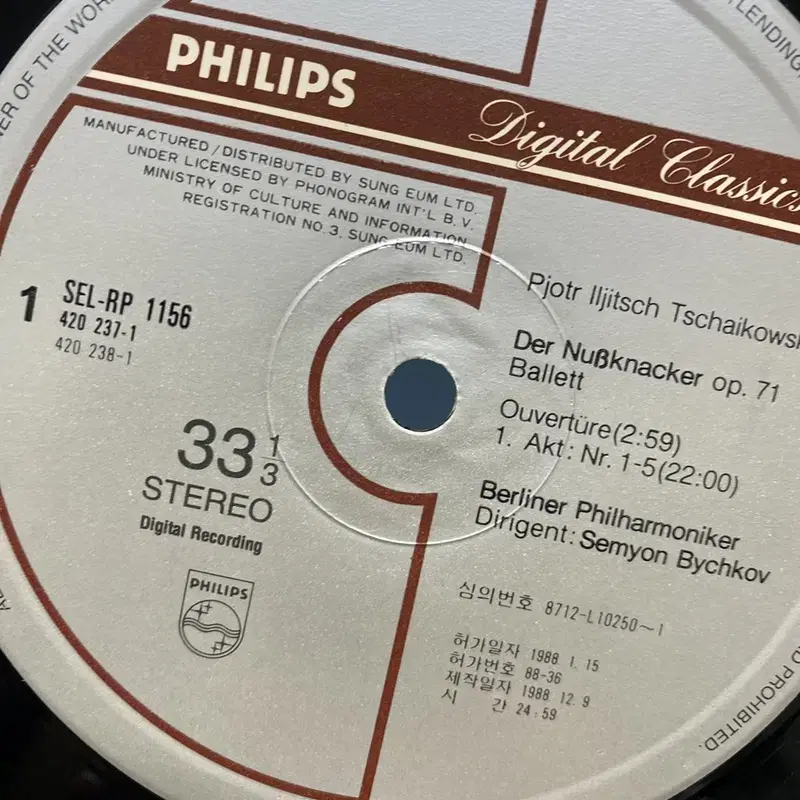 PHILIPS
Digital Classics
MANUFACTURED / DISTRIBUTED BY SUNG EUM LTD.
UNDER LICENSED BY PHONOGRAM INT'L B. V.
MINISTRY OF CULTURE AND INFORMATION
REGISTRATION NO. 3. SUNG EUM LTD.
1
SEL-RP 1156
420 237-1
420 238-1
33 1/3
STEREO
Digital Recording
PHILIPS
Pjotr Iljitsch Tschaikowsk
Der Nußknacker op. 71
Ballett
Ouvertüre(2:59)
1. Akt: Nr. 1-5(22:00)
Berliner Philharmoniker
Dirigent: Semyon Bychkov
심의번호 8712-L10250~1
허가일자 1988. 1. 15
허가번호 88-36
제작일자 1988. 12. 9
시 간 24:59
OF THE WOR
LENDING
PROHIBITED.